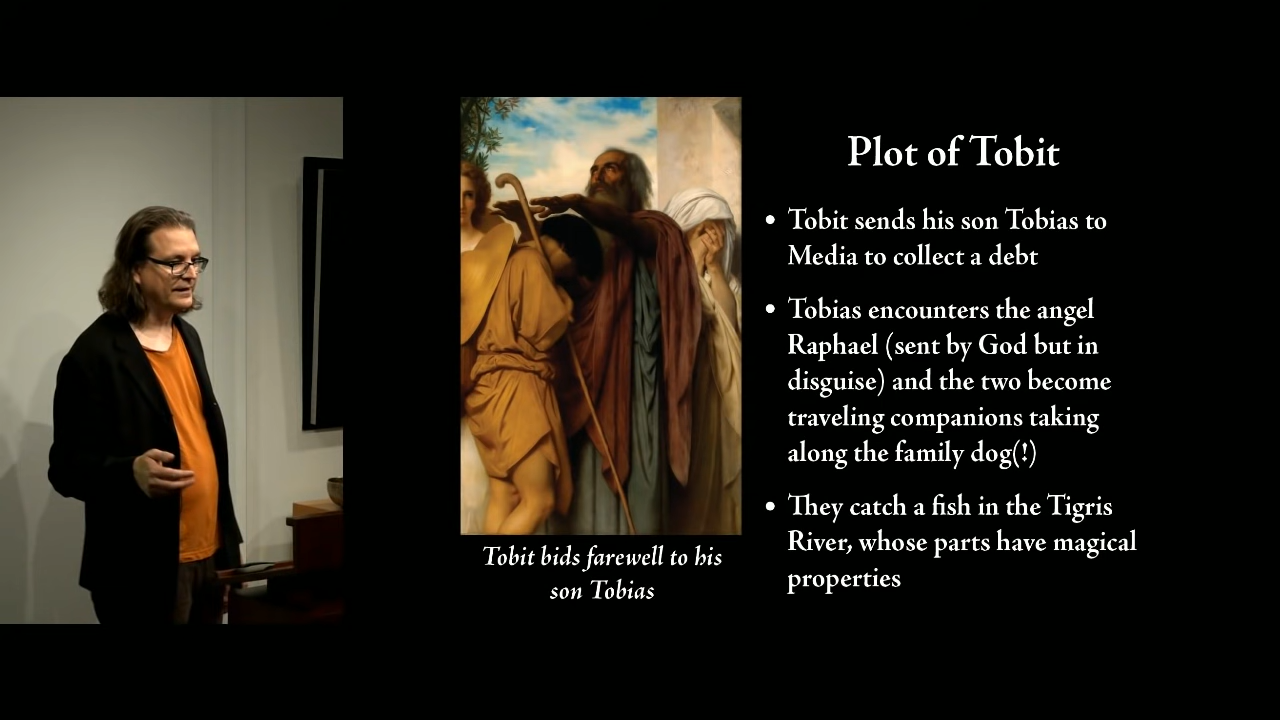 Plot of Tobit
• Tobit sends his son Tobias to
Media to collect a debt
• Tobias encounters the angel
Raphael (sent by God but in
disguise) and the two become
traveling companions taking
along the family dog(!)
• They catch a fish in the Tigris
River, whose parts have magical
properties
Tobit bids farewell to his
son Tobias